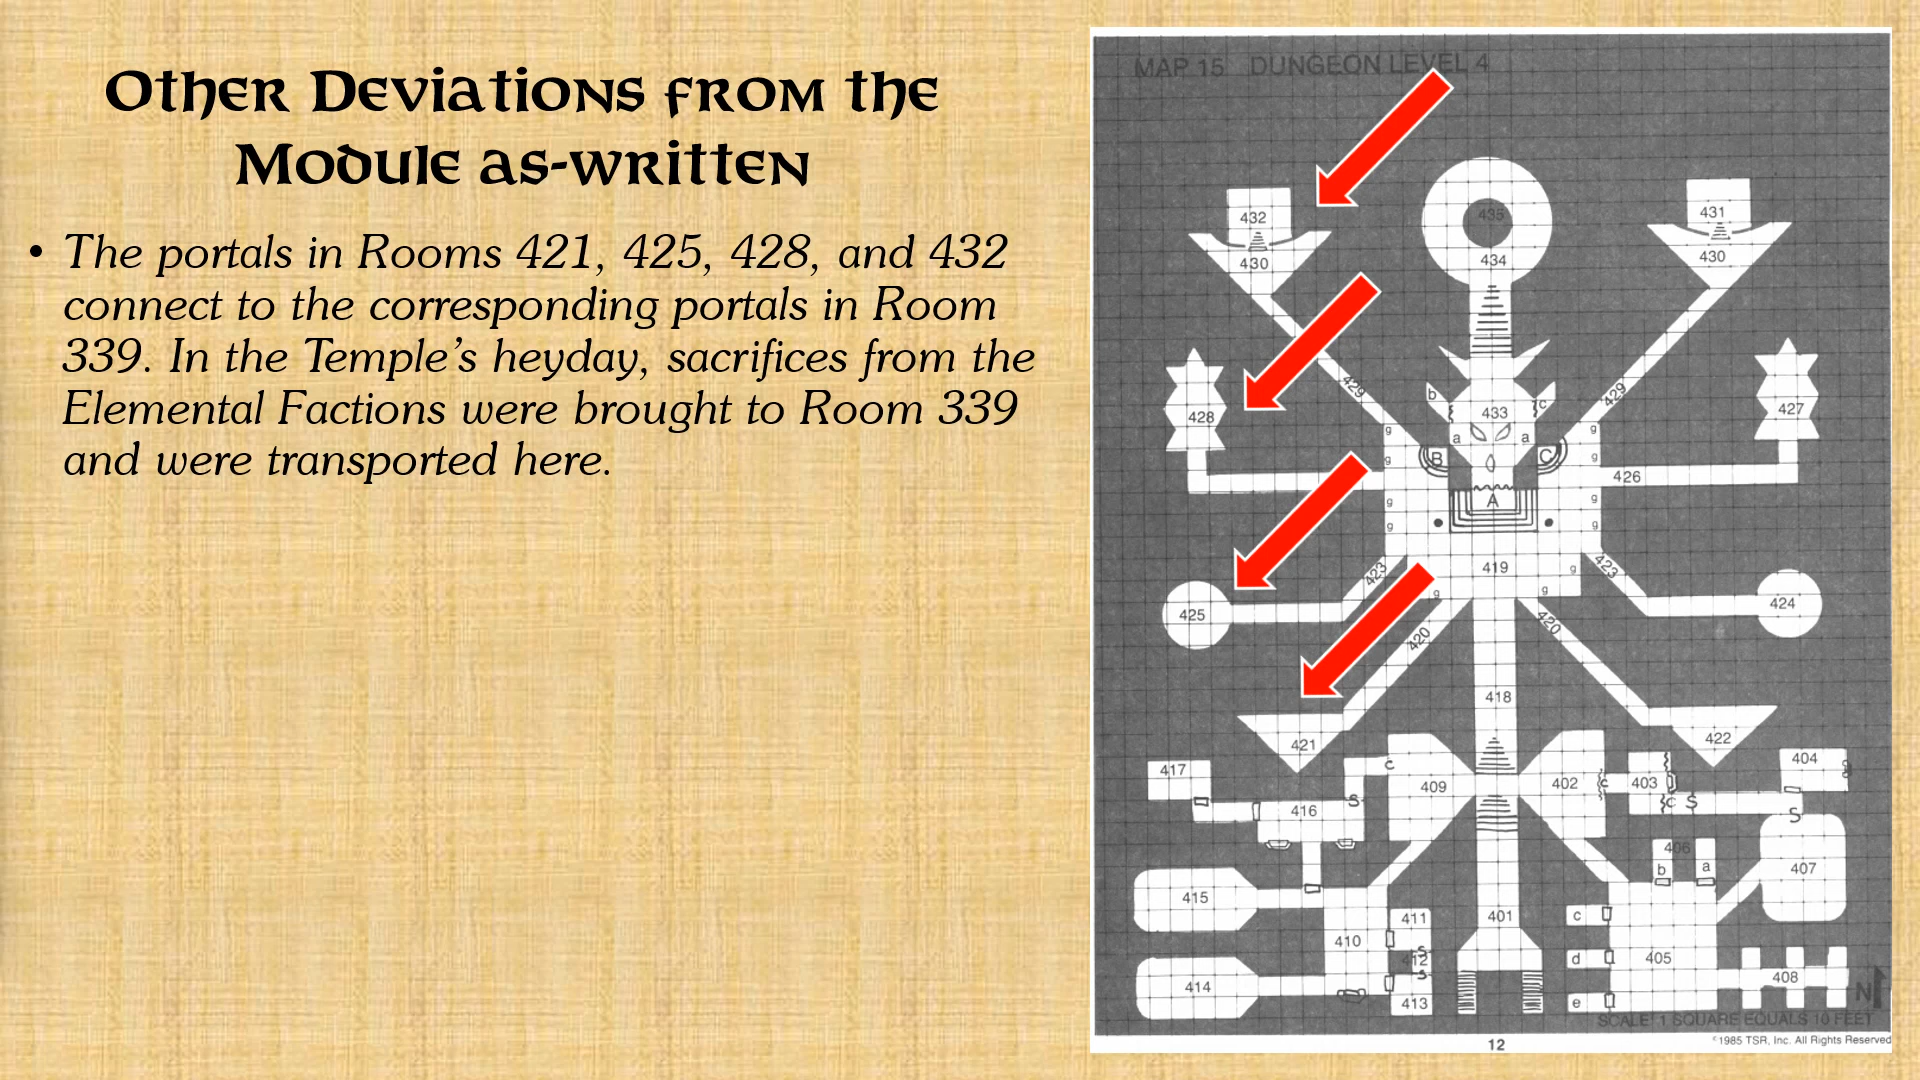 Other Deviations from the
Module as-written
• The portals in Rooms 421, 425, 428, and 432
connect to the corresponding portals in Room
339. In the Temple’s heyday, sacrifices from the
Elemental Factions were brought to Room 339
and were transported here.
MAP 15 DUNGEON LEVEL 4
432
435
431
430
434
430
429
b
c
429
428
433
427
g
a
a
g
g
B
C
g
426
g
A
g
g
g
423
419
g
423
425
g
g
424
420
420
418
421
422
417
c
409
402
c
403
404
416
S
c S
S
406
b
a
407
415
411
401
c
410
S
412
S
d
405
408
414
413
e
N
SCALE: 1 SQUARE EQUALS 10 FEET
12
©1985 TSR, Inc. All Rights Reserved